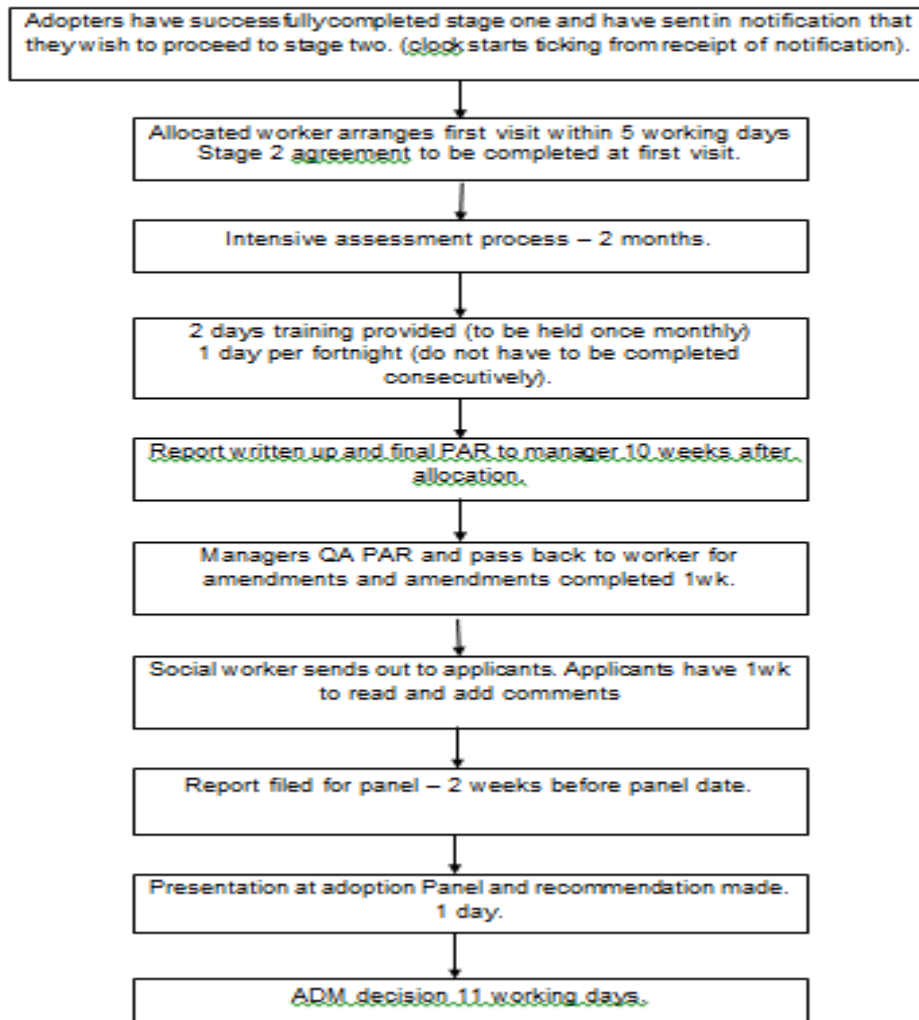 Adopters have successfully completed stage one and have sent in notification that
they wish to proceed to stage two. (clock starts ticking from receipt of notification).
Allocated worker arranges first visit within 5 working days
Stage 2 agreement to be completed at first visit.
Intensive assessment process – 2 months.
2 days training provided (to be held once monthly)
1 day per fortnight (do not have to be completed
consecutively).
Report written up and final PAR to manager 10 weeks after
allocation.
Managers QA PAR and pass back to worker for
amendments and amendments completed 1wk.
Social worker sends out to applicants. Applicants have 1wk
to read and add comments
Report filed for panel – 2 weeks before panel date.
Presentation at adoption Panel and recommendation made.
1 day.
ADM decision 11 working days.